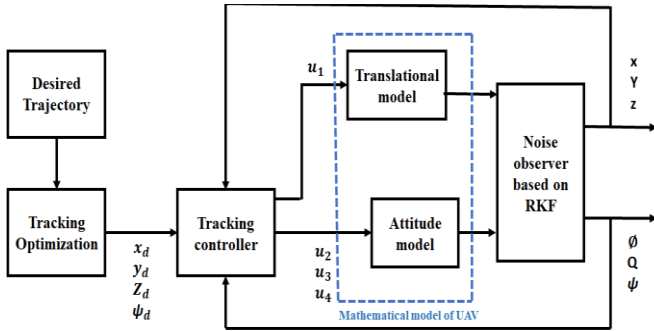 Desired
Trajectory
Tracking
Optimization
x_d
y_d
Z_d
ψ_d
Tracking
controller
u_1
u_2
u_3
u_4
Translational
model
Attitude
model
Mathematical model of UAV
Noise
observer
based on
RKF
x
Y
z
Ø
Q
ψ